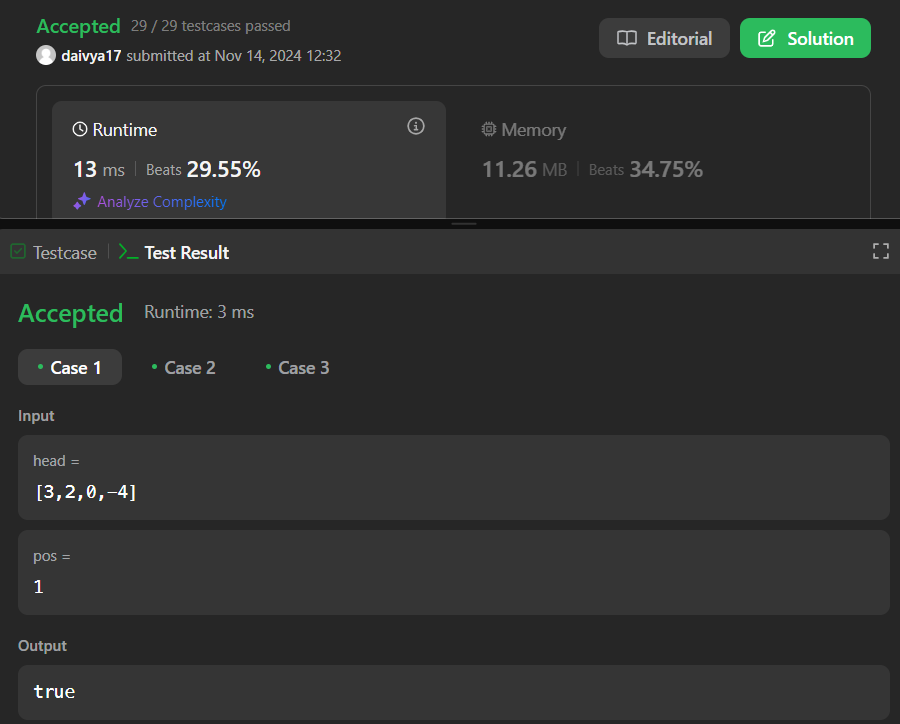 Accepted 29 / 29 testcases passed
daivya17 submitted at Nov 14, 2024 12:32
Editorial
Solution
Runtime
13 ms | Beats 29.55%
Analyze Complexity
Memory
11.26 MB | Beats 34.75%
Testcase | >_ Test Result
Accepted Runtime: 3 ms
• Case 1 • Case 2 • Case 3
Input
head =
[3,2,0,-4]
pos =
1
Output
true